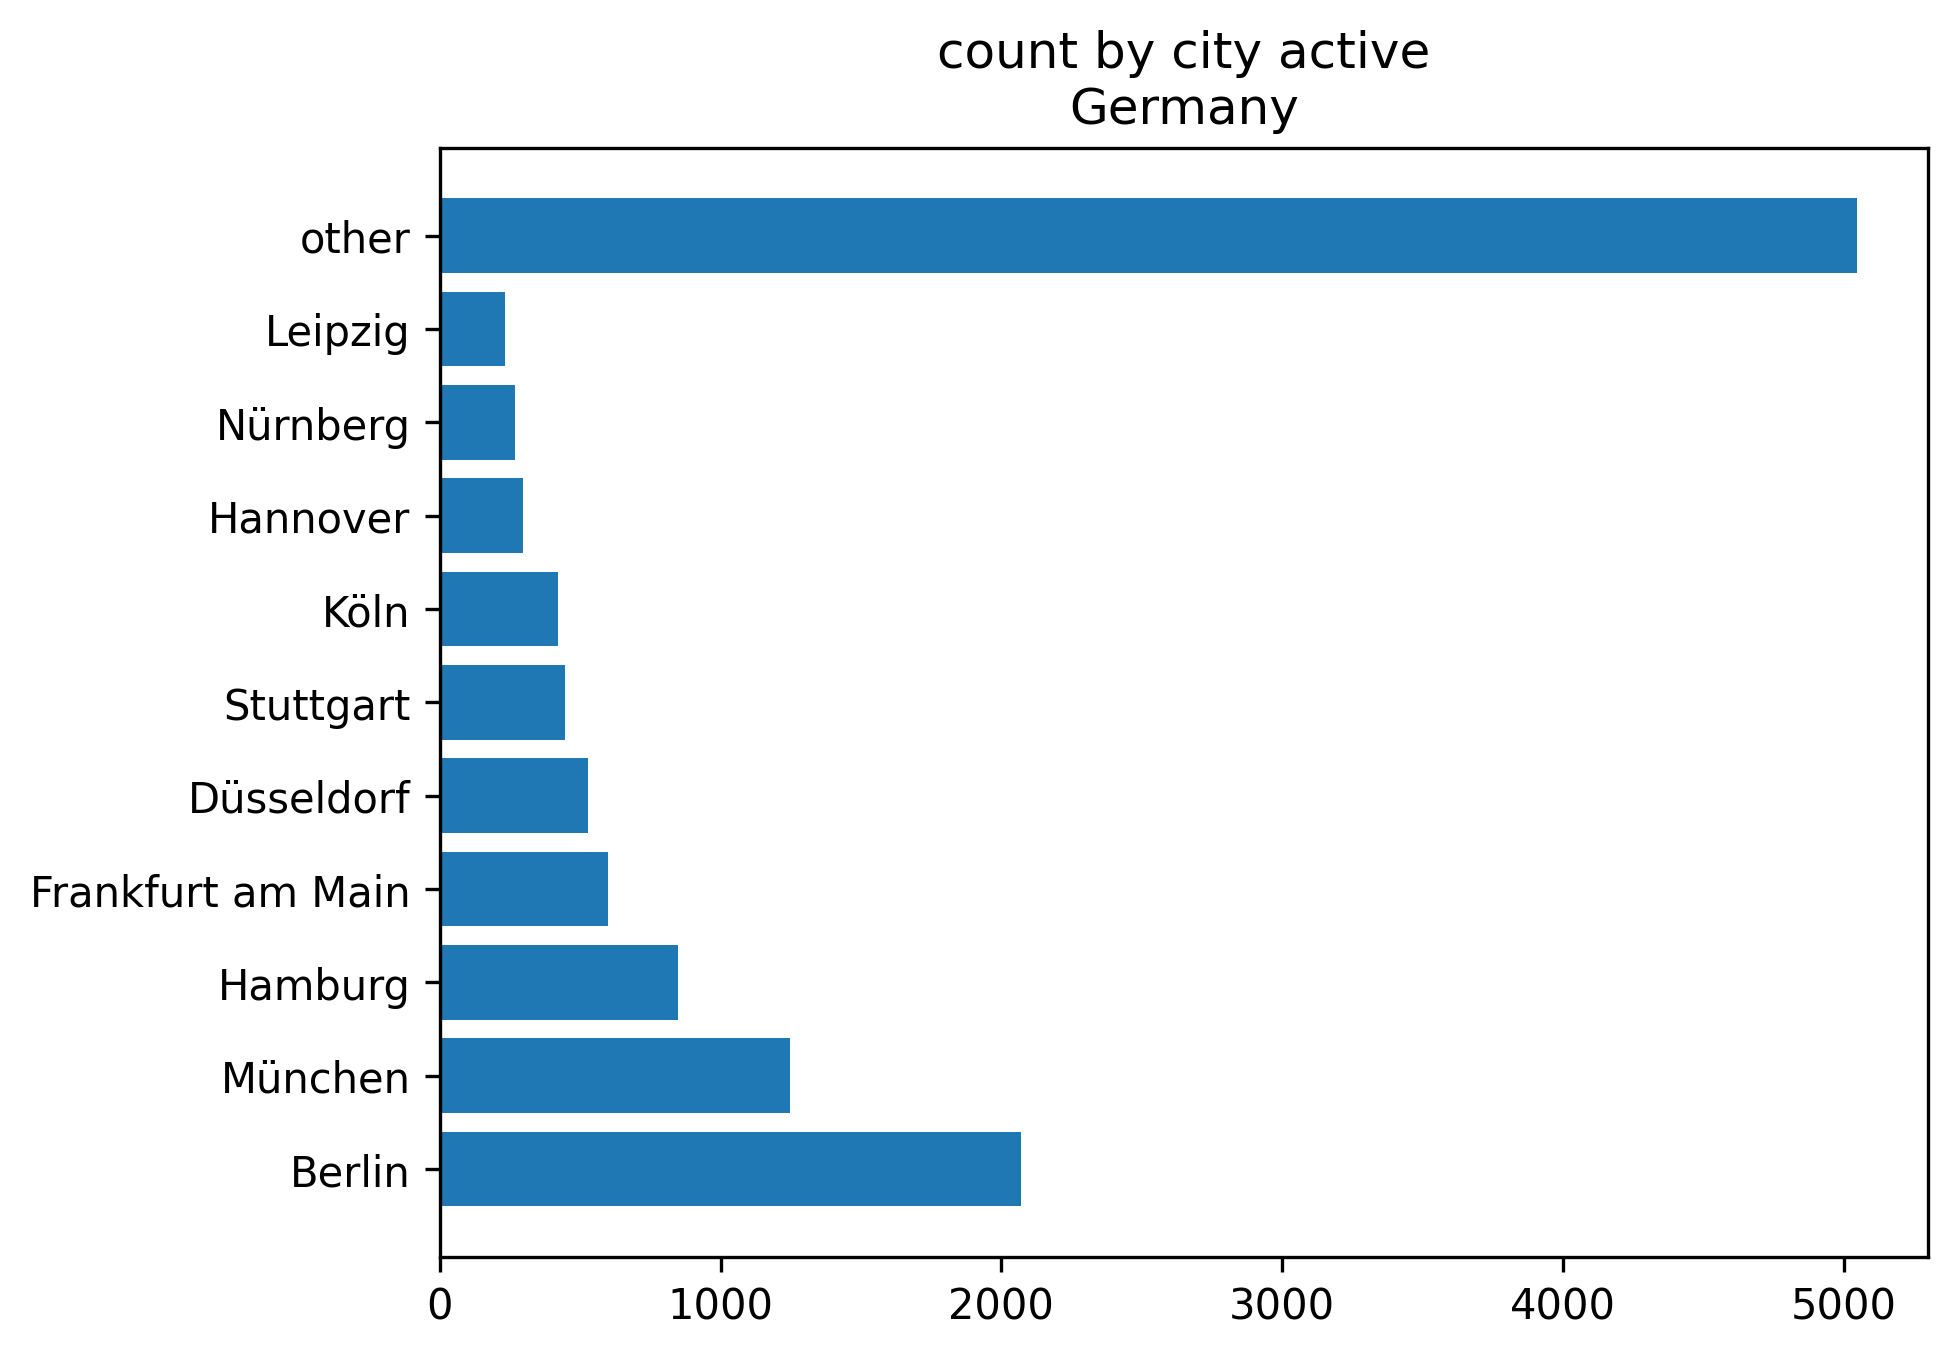 count by city active
Germany
other
Leipzig
Nürnberg
Hannover
Köln
Stuttgart
Düsseldorf
Frankfurt am Main
Hamburg
München
Berlin
0 1000 2000 3000 4000 5000